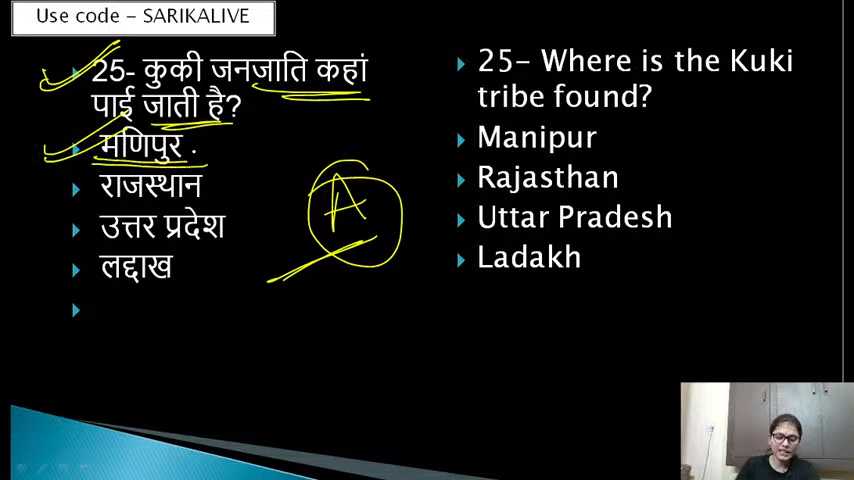 Use code – SARIKALIVE
25- कुकी जनजाति कहां
पाई जाती है?
मणिपुर
राजस्थान
उत्तर प्रदेश
लद्दाख
A
25- Where is the Kuki
tribe found?
Manipur
Rajasthan
Uttar Pradesh
Ladakh